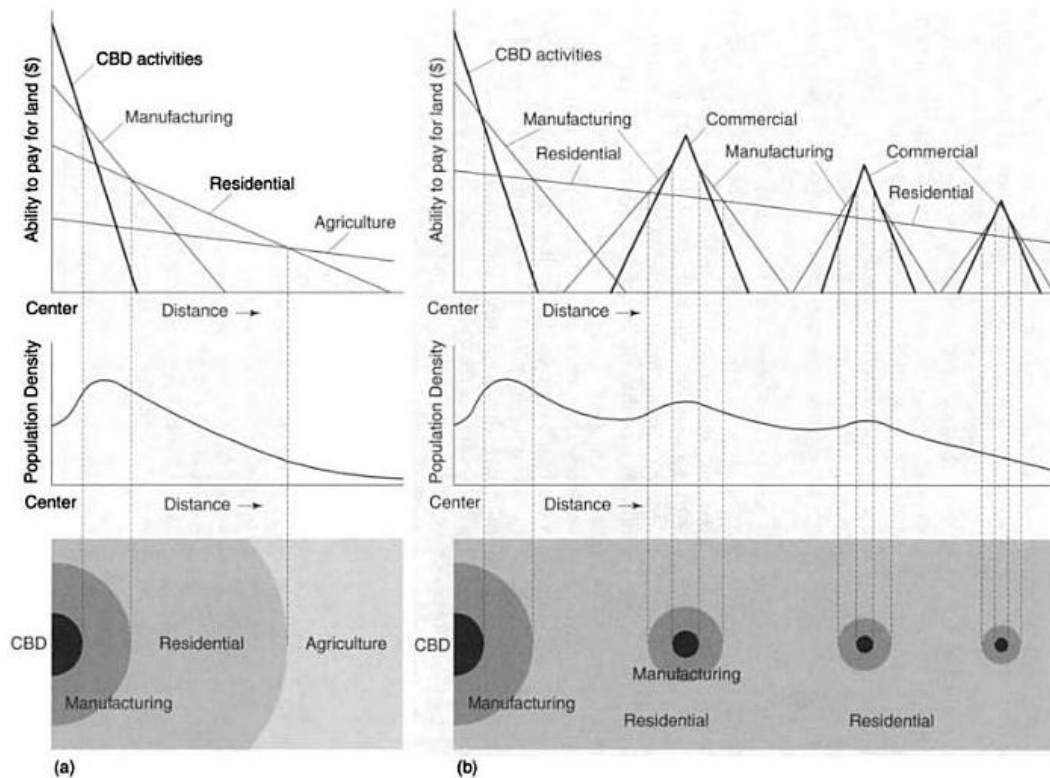 Ability to pay for land ($)
CBD activities
Manufacturing
Residential
Agriculture
Center
Distance →
Population Density
Center
Distance →
CBD
Residential
Agriculture
Manufacturing
(a)
Ability to pay for land ($)
CBD activities
Manufacturing
Commercial
Residential
Manufacturing
Commercial
Residential
Center
Distance →
Population Density
Center
Distance →
CBD
Manufacturing
Residential
Residential
(b)